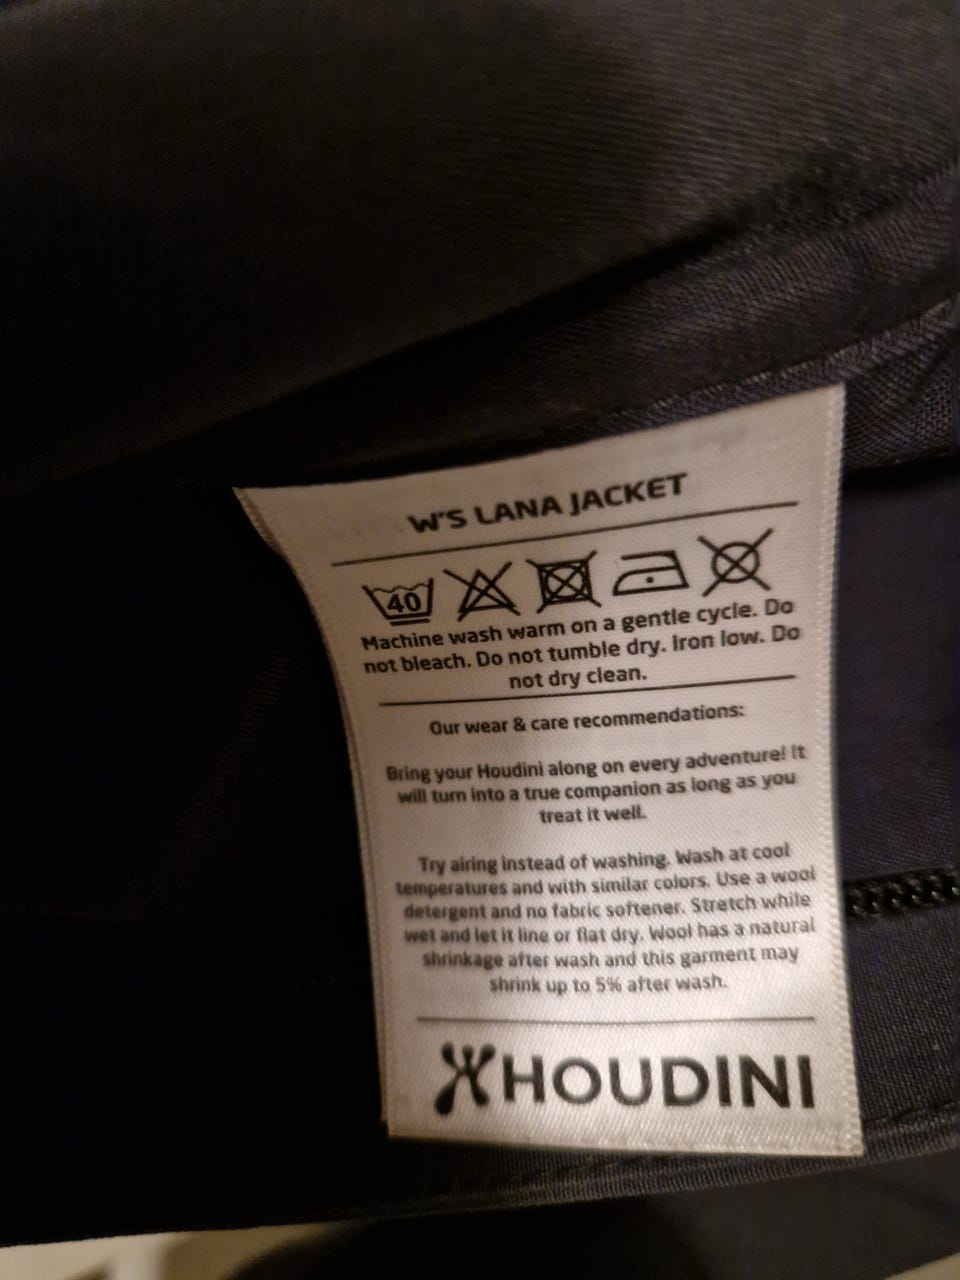 W'S LANA JACKET
40
Machine wash warm on a gentle cycle. Do
not bleach. Do not tumble dry. Iron low. Do
not dry clean.
Our wear & care recommendations:
Bring your Houdini along on every adventure! It
will turn into a true companion as long as you
treat it well.
Try airing instead of washing. Wash at cool
temperatures and with similar colors. Use a wool
detergent and no fabric softener. Stretch while
wet and let it line or flat dry. Wool has a natural
shrinkage after wash and this garment may
shrink up to 5% after wash.
HOUDINI